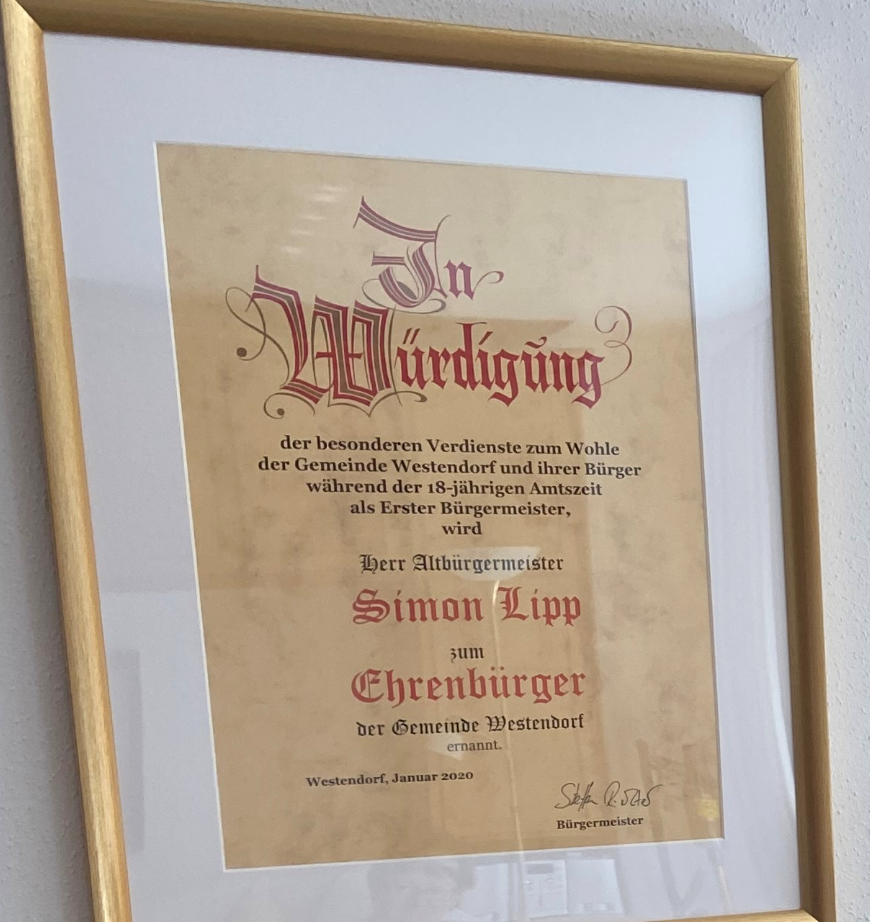 In
Würdigung
der besonderen Verdienste zum Wohle
der Gemeinde Westendorf und ihrer Bürger
während der 18-jährigen Amtszeit
als Erster Bürgermeister,
wird
Herr Altbürgermeister
Simon Lipp
zum
Ehrenbürger
der Gemeinde Westendorf
ernannt.
Westendorf, Januar 2020
Steffen
Bürgermeister